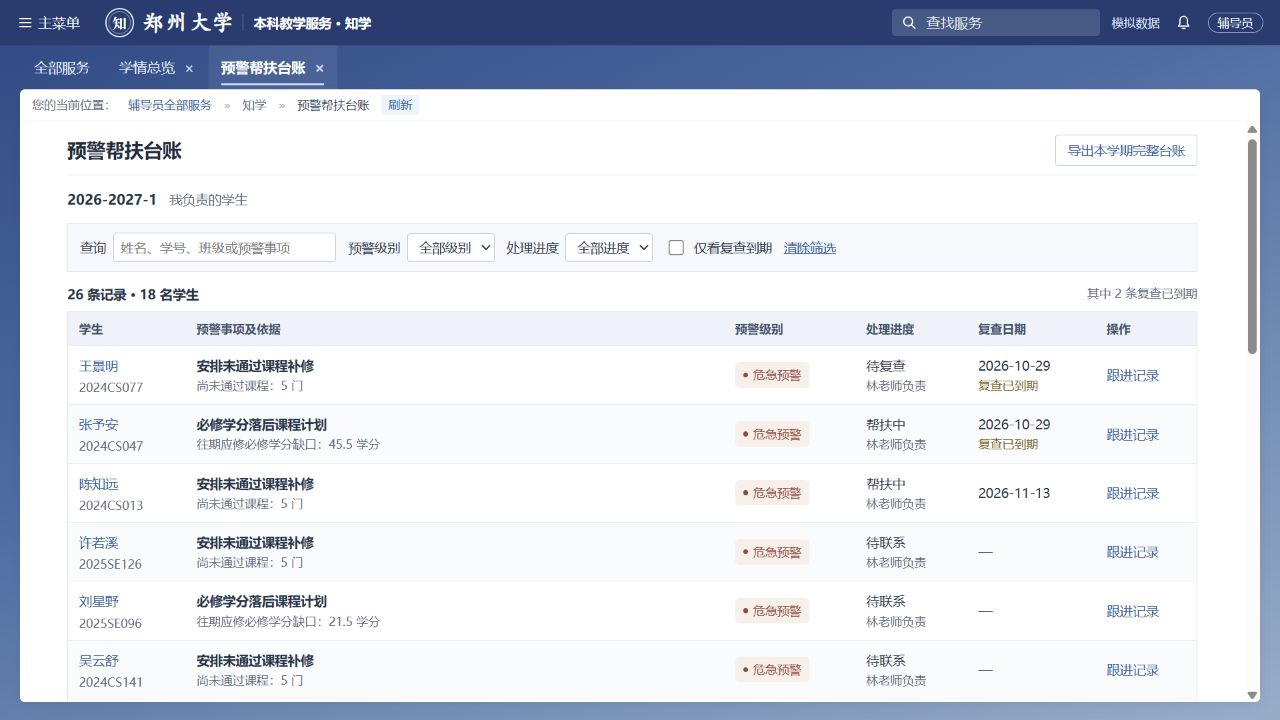 主菜单 知 郑州大学 本科教学服务•知学 查找服务 模拟数据 辅导员
全部服务 学情总览 × 预警帮扶台账 ×
您的当前位置： 辅导员全部服务 » 知学 » 预警帮扶台账 刷新
预警帮扶台账 导出本学期完整台账
2026-2027-1 我负责的学生
查询 姓名、学号、班级或预警事项 预警级别 全部级别 处理进度 全部进度 仅看复查到期 清除筛选
26 条记录 • 18 名学生 其中 2 条复查已到期
学生 预警事项及依据 预警级别 处理进度 复查日期 操作
王景明 安排未通过课程补修 • 危急预警 待复查 2026-10-29 跟进记录
2024CS077 尚未通过课程：5 门 林老师负责 复查已到期
张予安 必修学分落后课程计划 • 危急预警 帮扶中 2026-10-29 跟进记录
2024CS047 往期应修必修学分缺口：45.5 学分 林老师负责 复查已到期
陈知远 安排未通过课程补修 • 危急预警 帮扶中 2026-11-13 跟进记录
2024CS013 尚未通过课程：5 门 林老师负责
许若溪 安排未通过课程补修 • 危急预警 待联系 — 跟进记录
2025SE126 尚未通过课程：5 门 林老师负责
刘星野 必修学分落后课程计划 • 危急预警 待联系 — 跟进记录
2025SE096 往期应修必修学分缺口：21.5 学分 林老师负责
吴云舒 安排未通过课程补修 • 危急预警 待联系 — 跟进记录
2024CS141 尚未通过课程：5 门 林老师负责